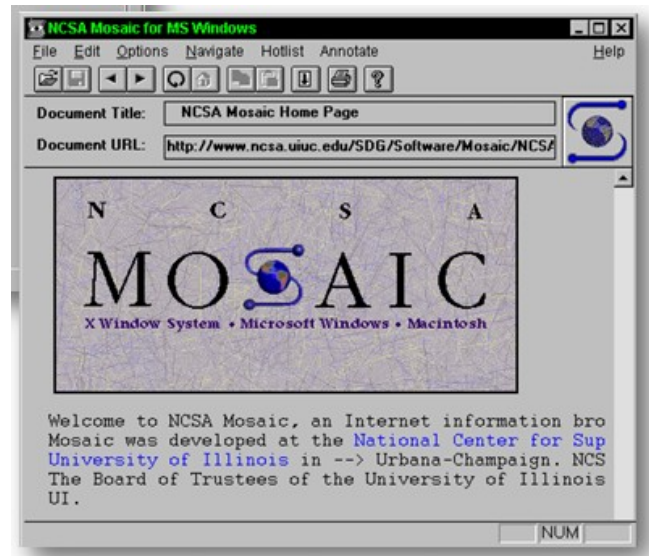 NCSA Mosaic for MS Windows
File Edit Options Navigate Hotlist Annotate Help
Document Title: NCSA Mosaic Home Page
Document URL: http://www.ncsa.uiuc.edu/SDG/Software/Mosaic/NCSA
N C S A
MOSAIC
X Window System • Microsoft Windows • Macintosh
Welcome to NCSA Mosaic, an Internet information bro
Mosaic was developed at the National Center for Sup
University of Illinois in --> Urbana-Champaign. NCS
The Board of Trustees of the University of Illinois
UI.
NUM